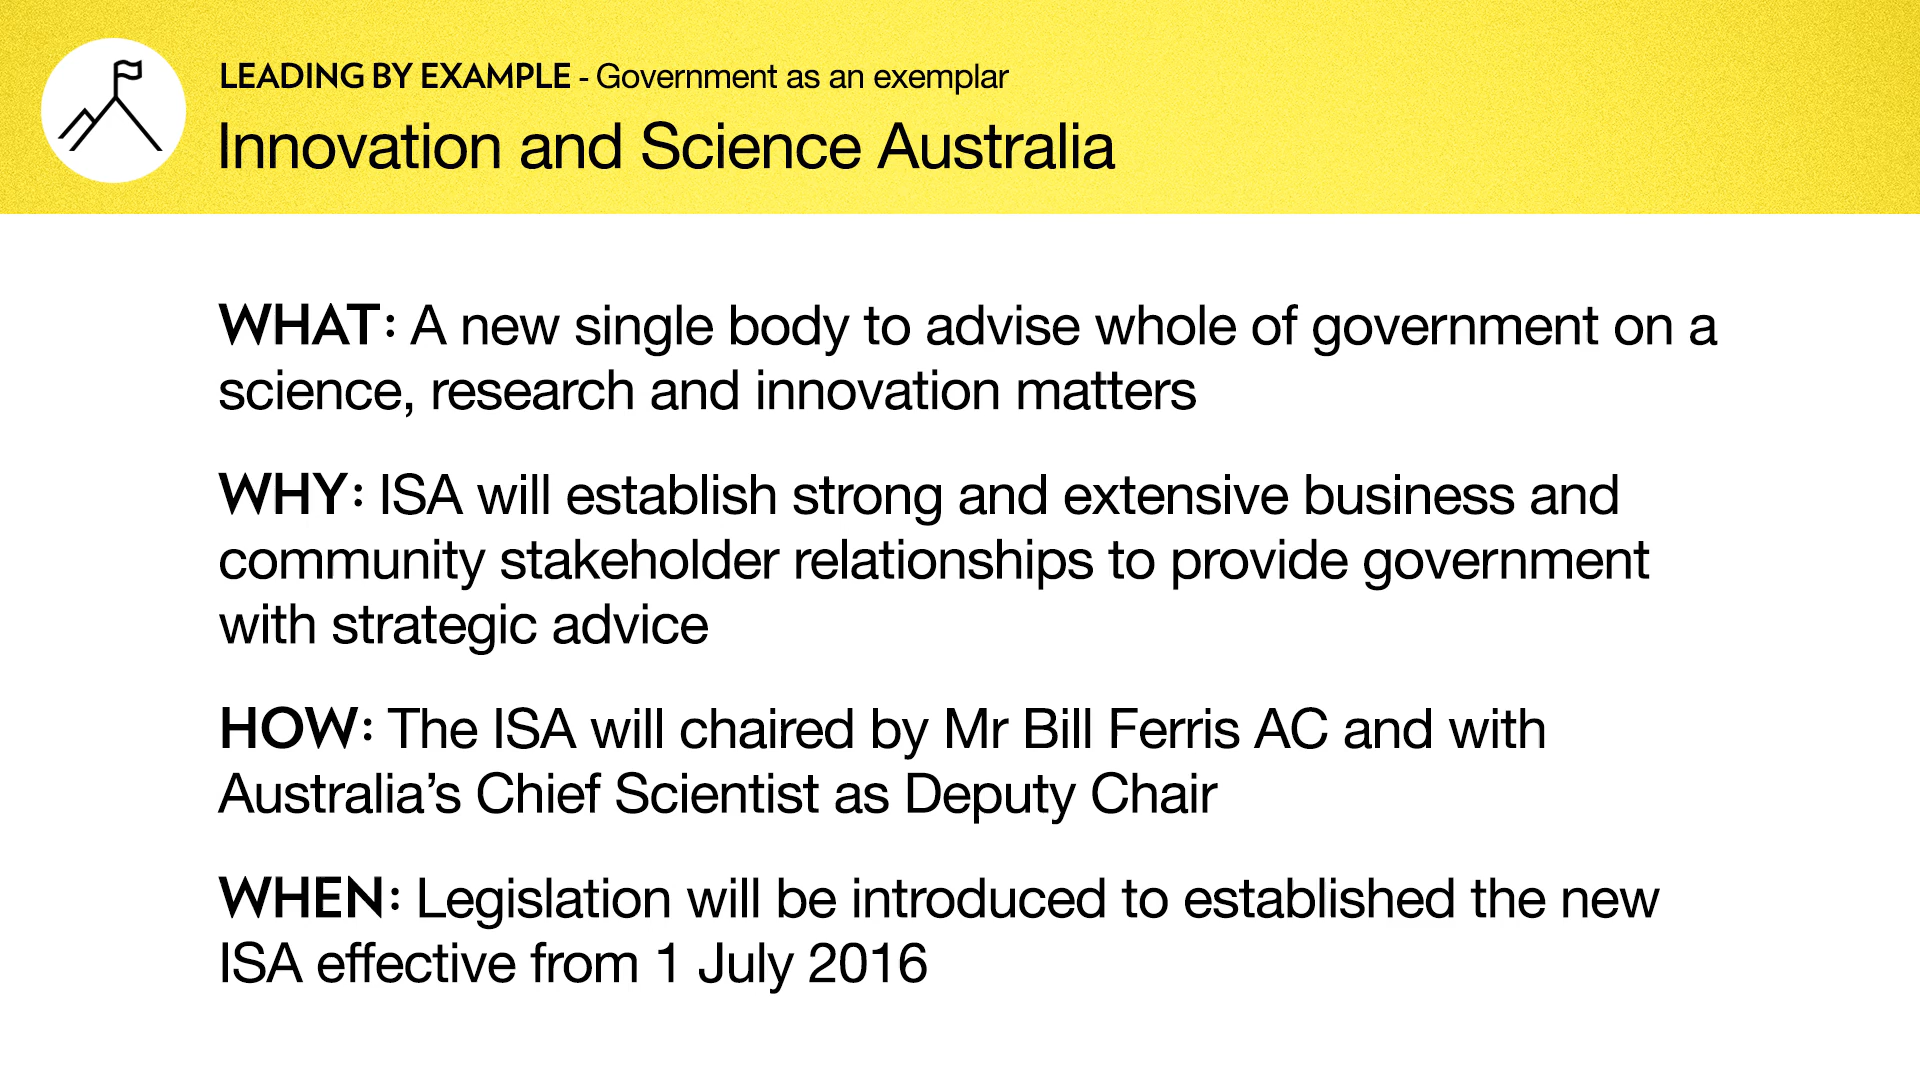 LEADING BY EXAMPLE - Government as an exemplar
Innovation and Science Australia
WHAT: A new single body to advise whole of government on a
science, research and innovation matters
WHY: ISA will establish strong and extensive business and
community stakeholder relationships to provide government
with strategic advice
HOW: The ISA will chaired by Mr Bill Ferris AC and with
Australia’s Chief Scientist as Deputy Chair
WHEN: Legislation will be introduced to established the new
ISA effective from 1 July 2016